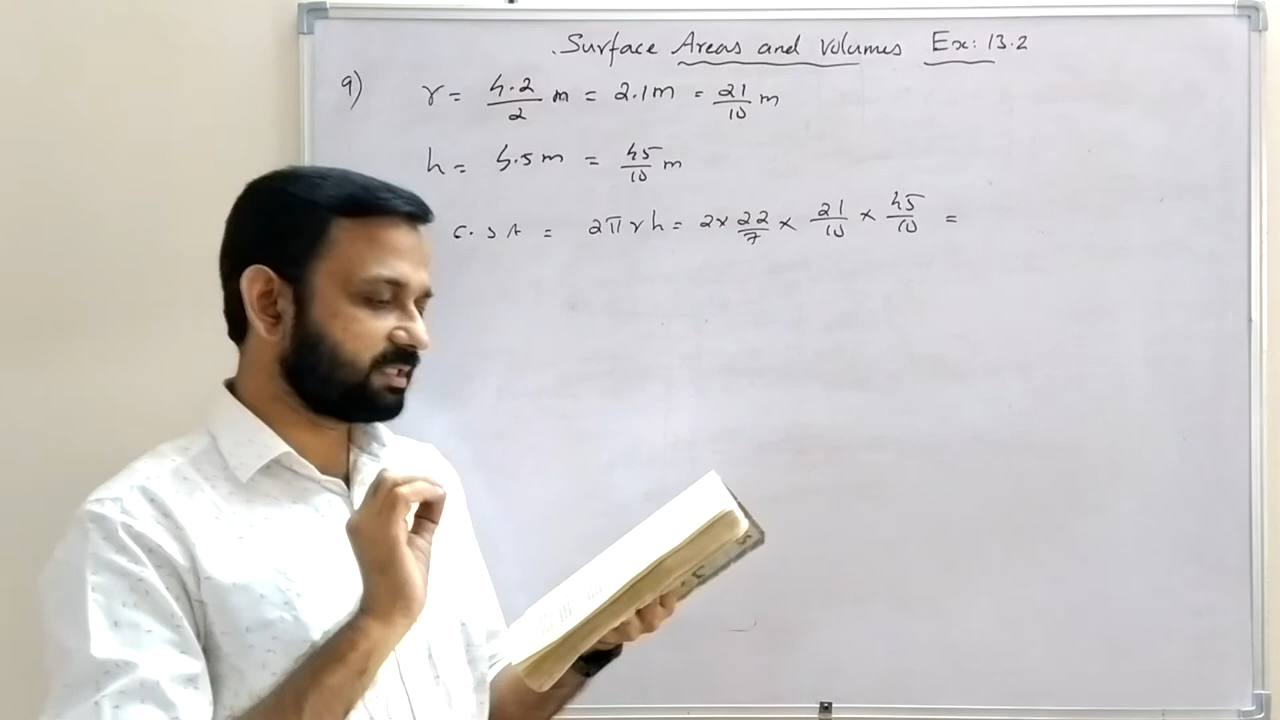 Surface Areas and volumes Ex: 13.2
9) r = 4.2/2 m = 2.1m = 21/10 m
h = 4.5m = 45/10 m
C.S.A = 2πrh = 2 × 22/7 × 21/10 × 45/10 =